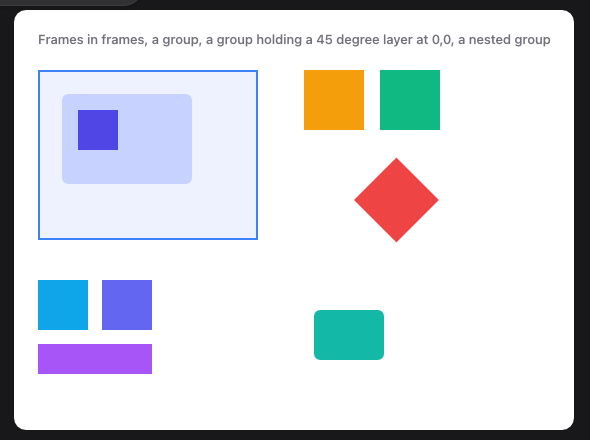 Frames in frames, a group, a group holding a 45 degree layer at 0,0, a nested group